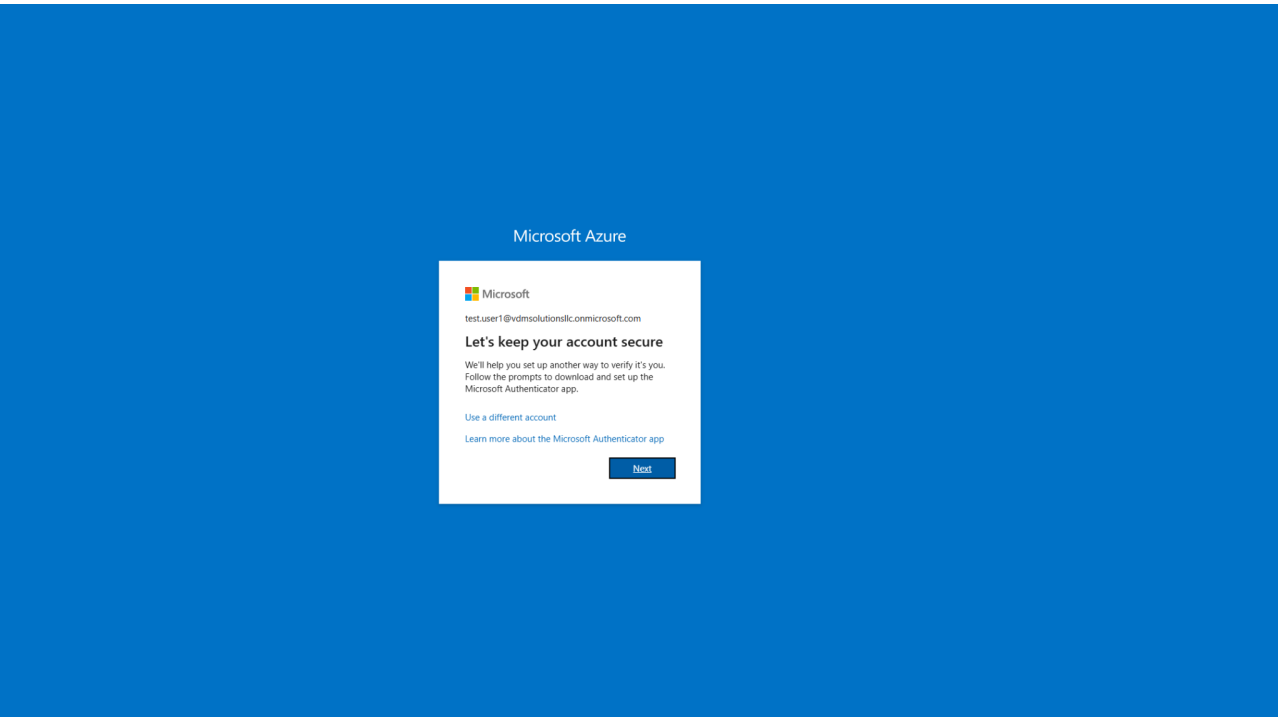 Microsoft Azure
Microsoft
test.user1@vdmsolutionsllc.onmicrosoft.com
Let's keep your account secure
We'll help you set up another way to verify it's you.
Follow the prompts to download and set up the
Microsoft Authenticator app.
Use a different account
Learn more about the Microsoft Authenticator app
Next